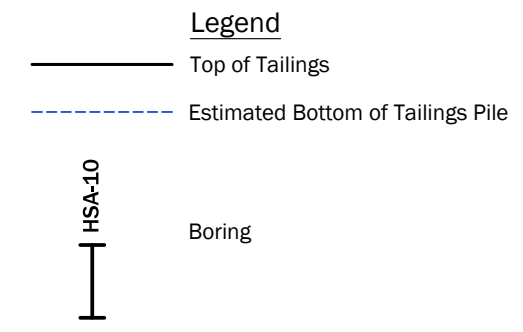 Legend
Top of Tailings
Estimated Bottom of Tailings Pile
HSA-10
Boring